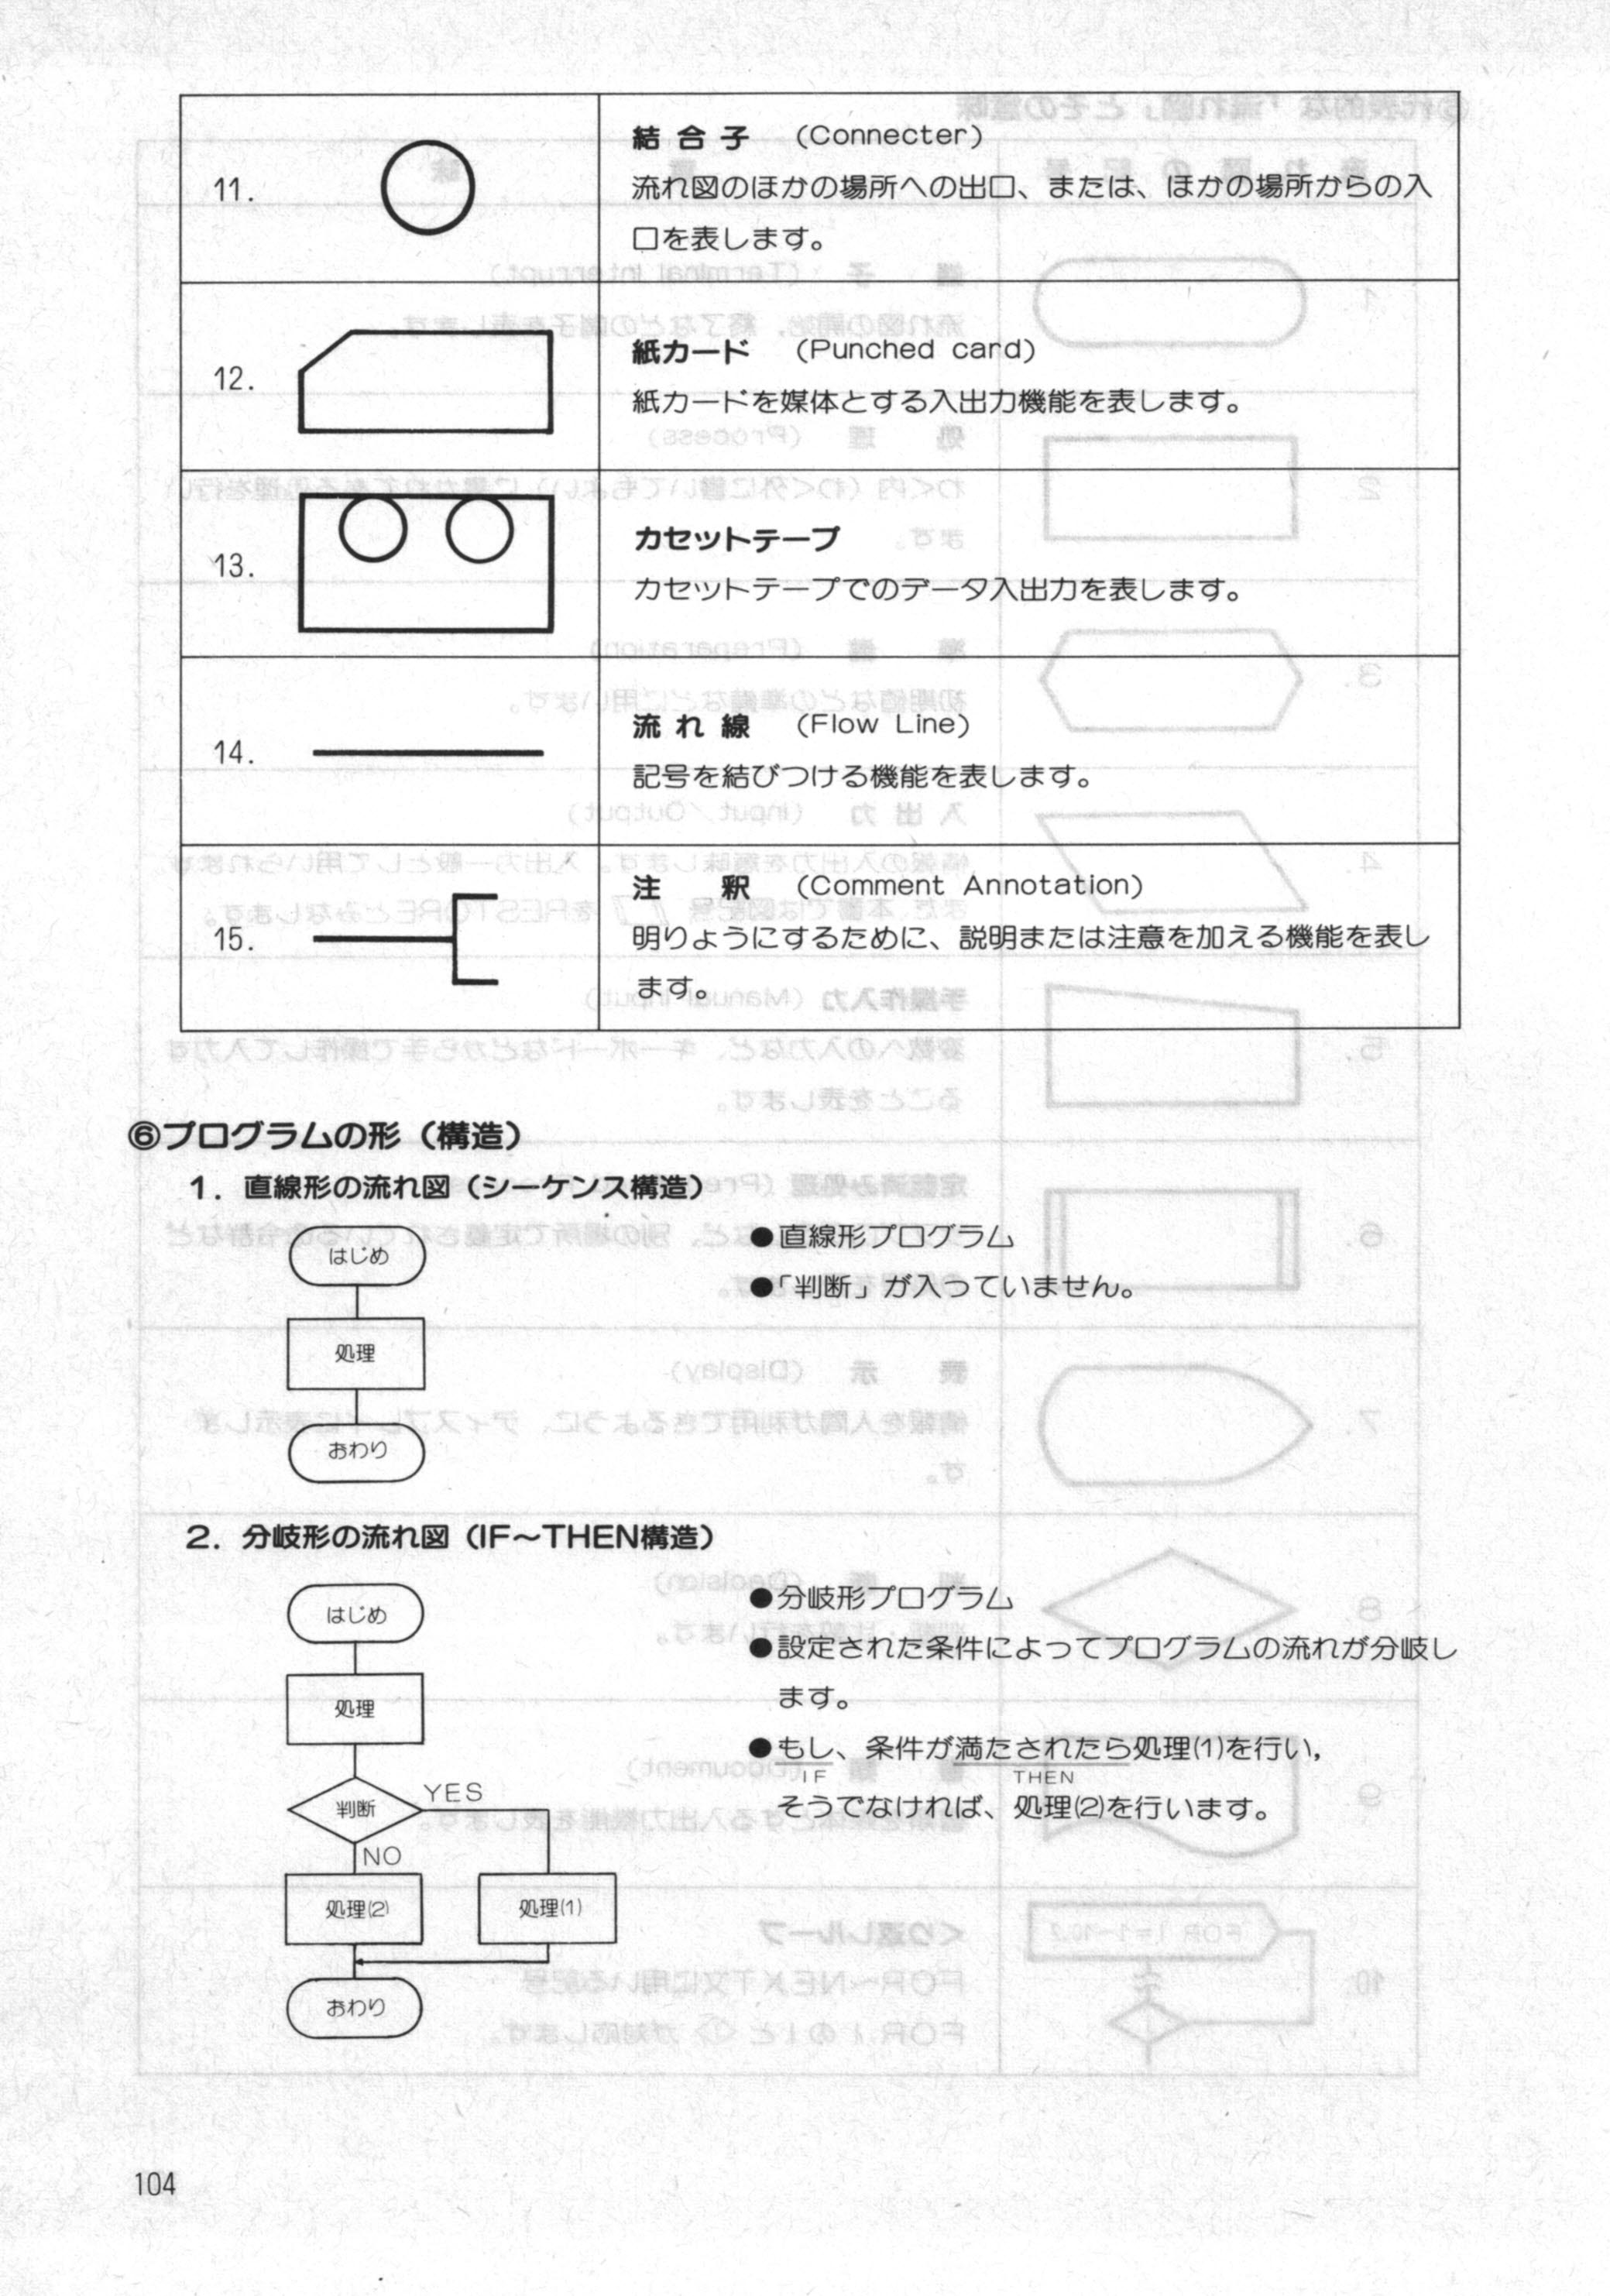 11.
結合子 (Connecter)
流れ図のほかの場所への出口、または、ほかの場所からの入
口を表します。
12.
紙カード (Punched card)
紙カードを媒体とする入出力機能を表します。
13.
カセットテープ
カセットテープでのデータ入出力を表します。
14.
流れ線 (Flow Line)
記号を結びつける機能を表します。
15.
注釈 (Comment Annotation)
明りようにするために、説明または注意を加える機能を表し
ます。
⑥プログラムの形（構造）
1. 直線形の流れ図（シーケンス構造）
はじめ
処理
おわり
●直線形プログラム
●「判断」が入つていません。
2. 分岐形の流れ図（IF～THEN構造）
はじめ
処理
判断
YES
NO
処理(2)
処理(1)
おわり
●分岐形プログラム
●設定された条件によってプログラムの流れが分岐し
ます。
●もし、条件が満たされたら処理(1)を行い,
IF THEN
そうでなければ、処理(2)を行います。
104